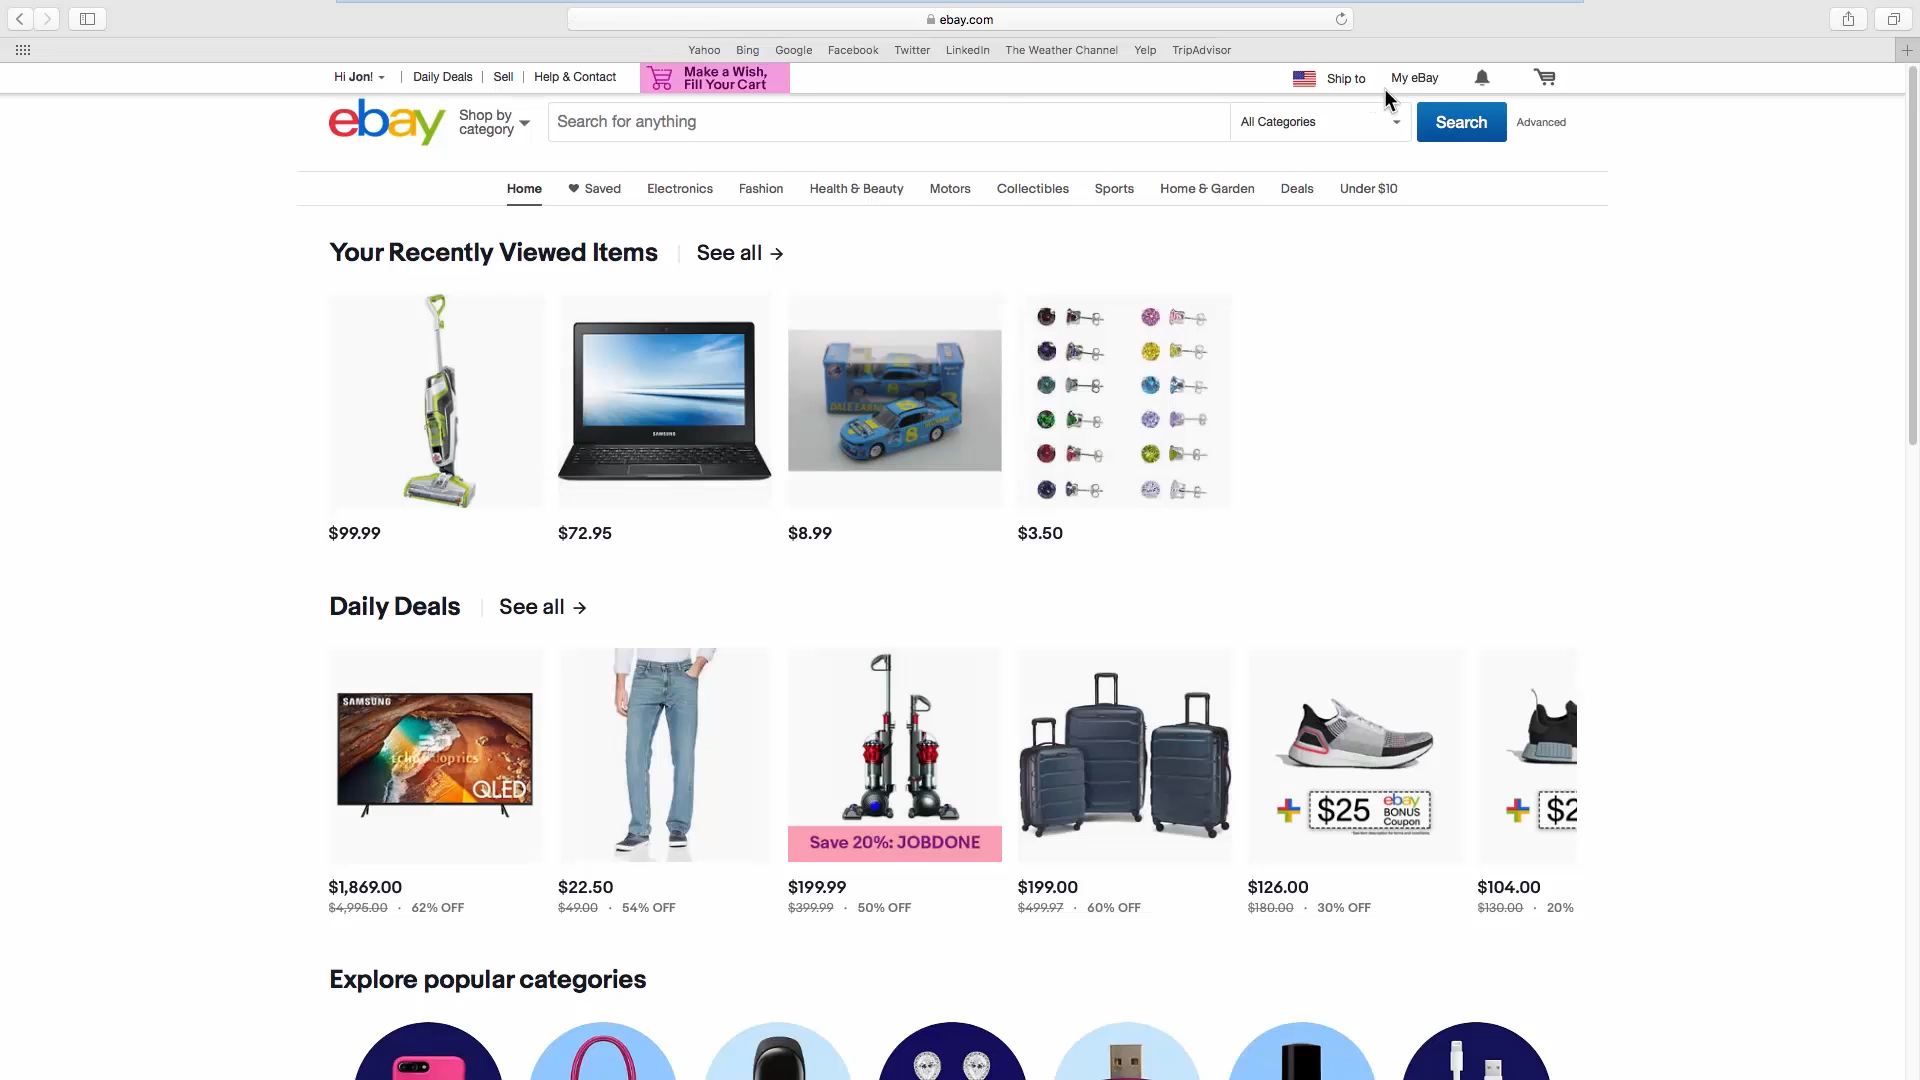 ebay.com
Yahoo Bing Google Facebook Twitter LinkedIn The Weather Channel Yelp TripAdvisor
Hi Jon! Daily Deals Sell Help & Contact
Make a Wish,
Fill Your Cart
Ship to My eBay
ebay
Shop by
category
Search for anything
All Categories
Search
Advanced
Home Saved Electronics Fashion Health & Beauty Motors Collectibles Sports Home & Garden Deals Under $10
Your Recently Viewed Items See all →
SAMSUNG
8
$99.99 $72.95 $8.99 $3.50
Daily Deals See all →
SAMSUNG
QLED
Save 20%: JOBDONE
+ $25 ebay
BONUS
Coupon
+ $2
$1,869.00 $22.50 $199.99 $199.00 $126.00 $104.00
$4,995.00 · 62% OFF $49.00 · 54% OFF $399.99 · 50% OFF $499.97 · 60% OFF $180.00 · 30% OFF $130.00 · 20%
Explore popular categories